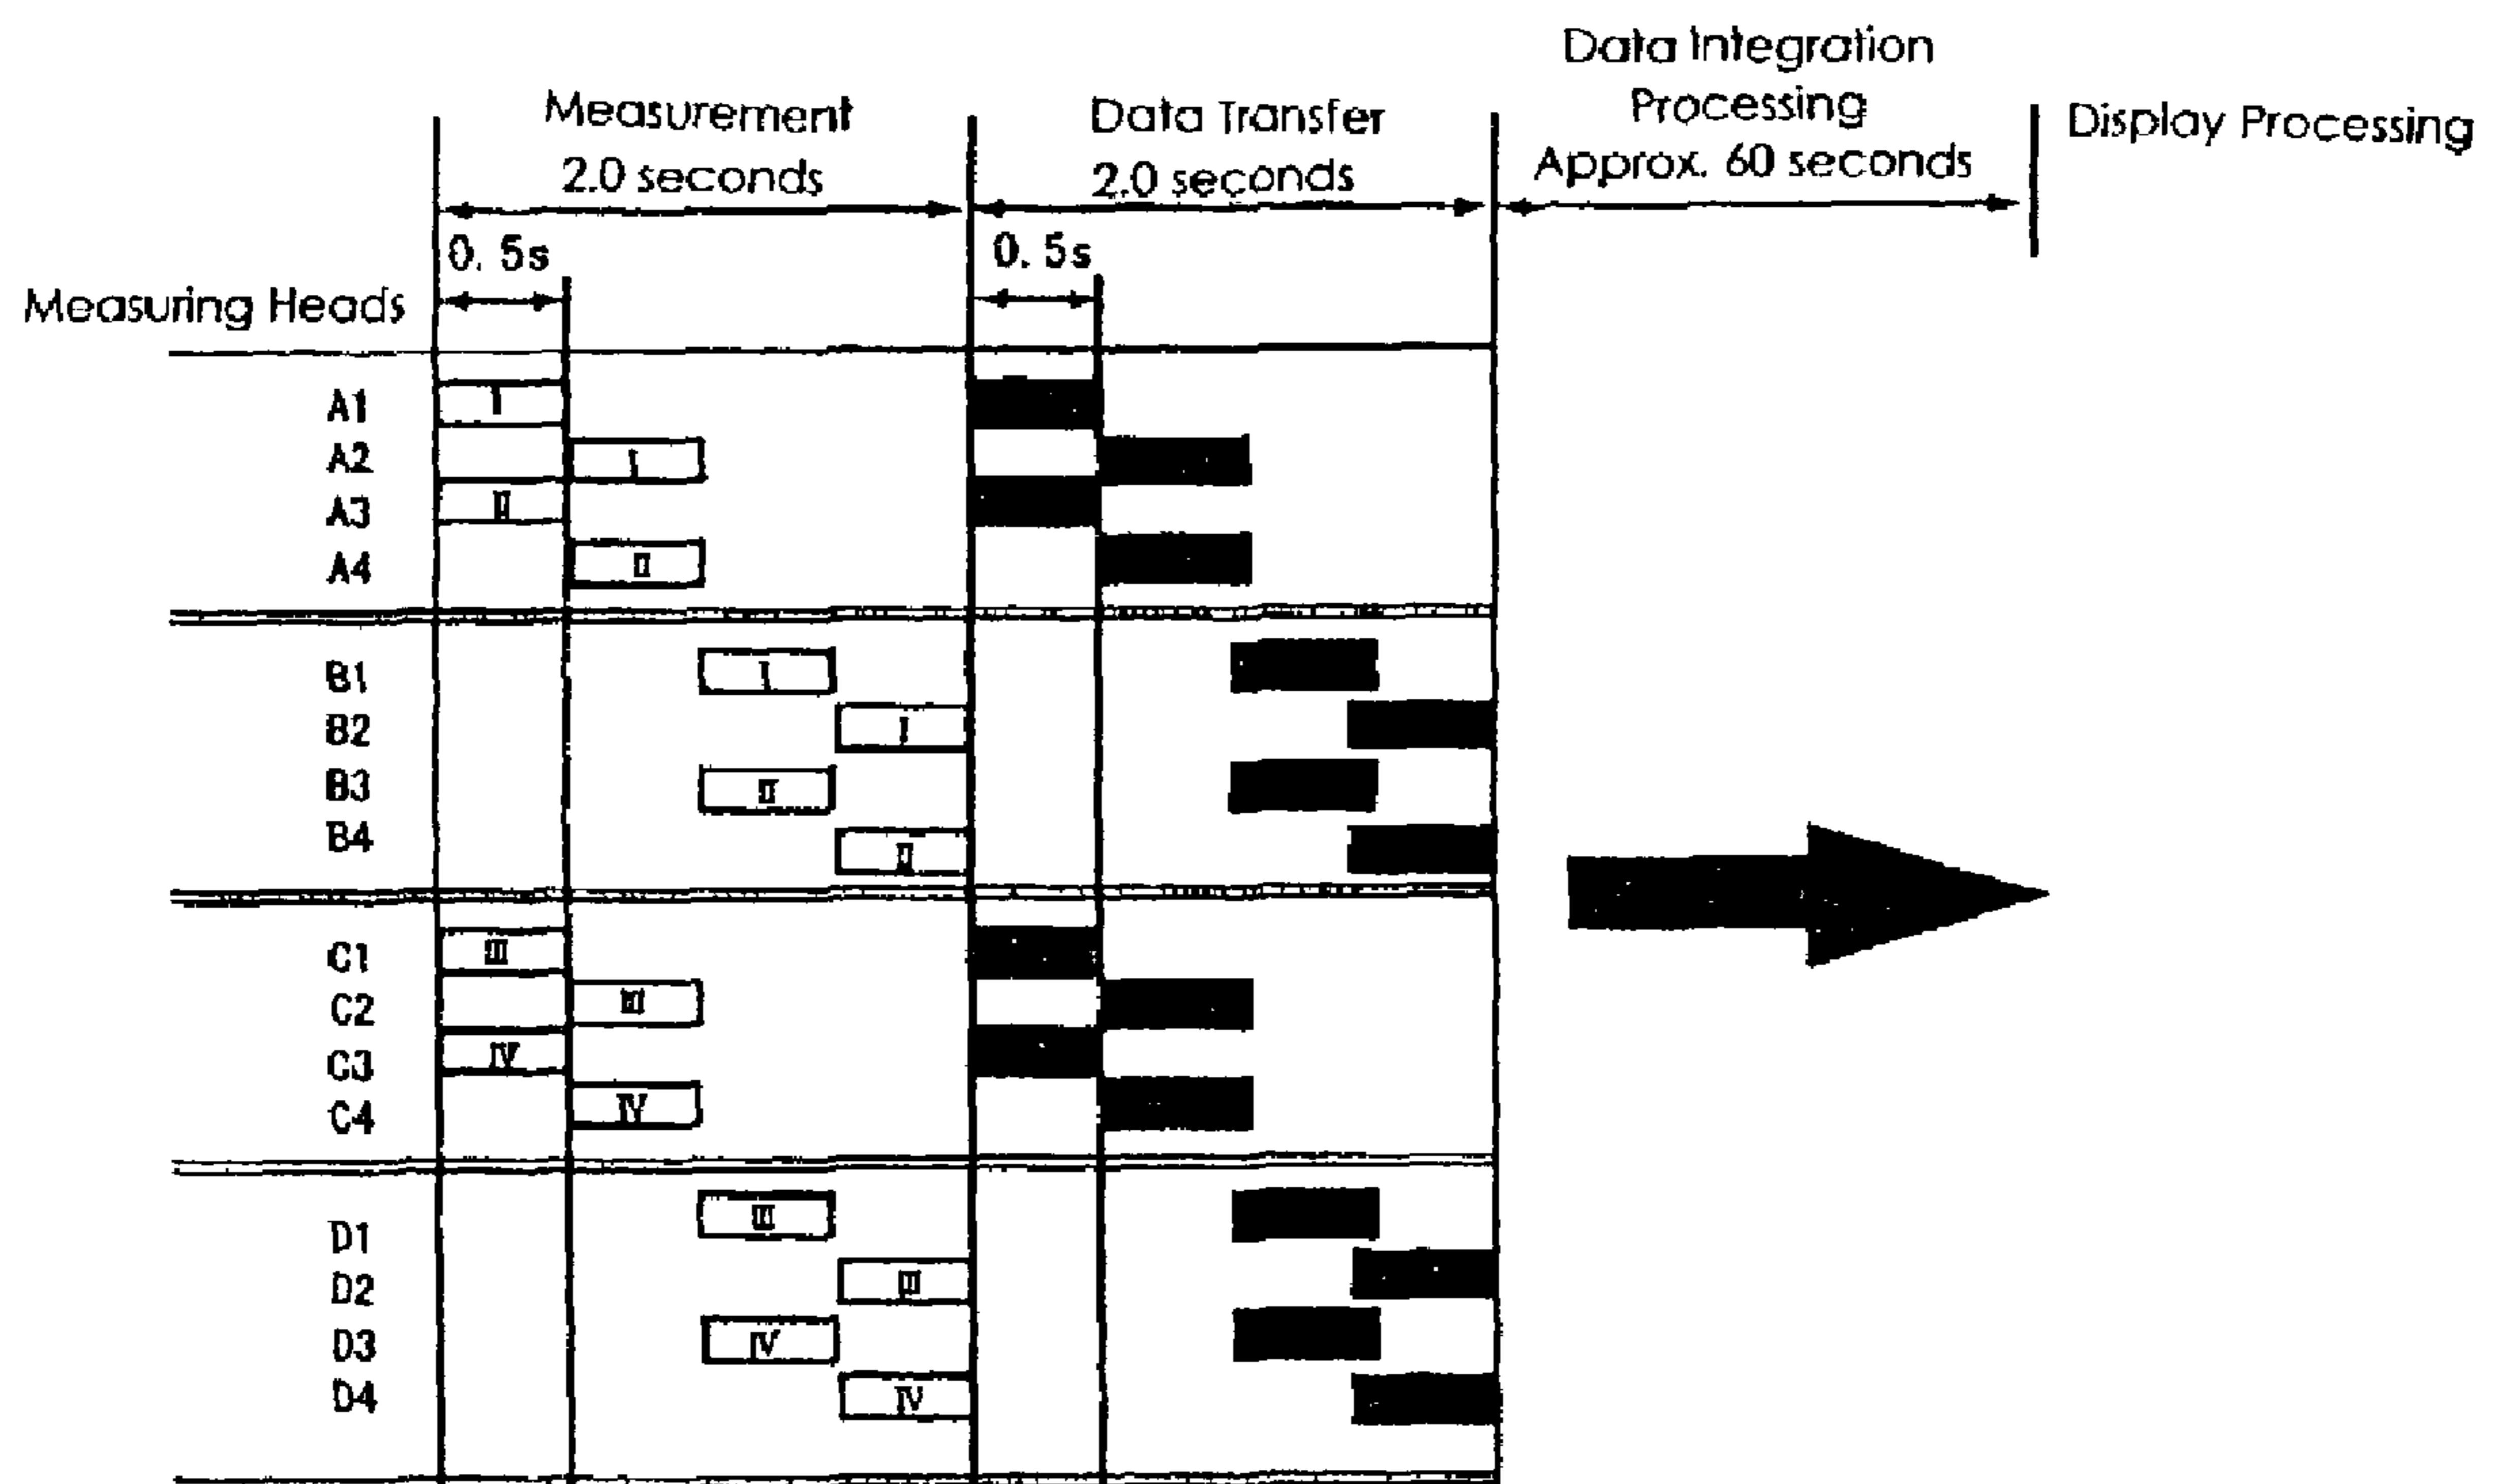 Data Integration
Processing
Approx. 60 seconds
Measurement
2.0 seconds
Data Transfer
2.0 seconds
Display Processing
0. 5s
0. 5s
Measuring Heads
A1 I
A2 I
A3 II
A4 II
B1 I
B2 I
B3 II
B4 II
C1 III
C2 III
C3 IV
C4 IV
D1 III
D2 III
D3 IV
D4 IV